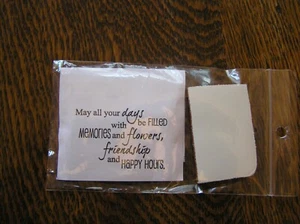 May all your days
with be filled
memories and flowers,
friendship
and happy hours.